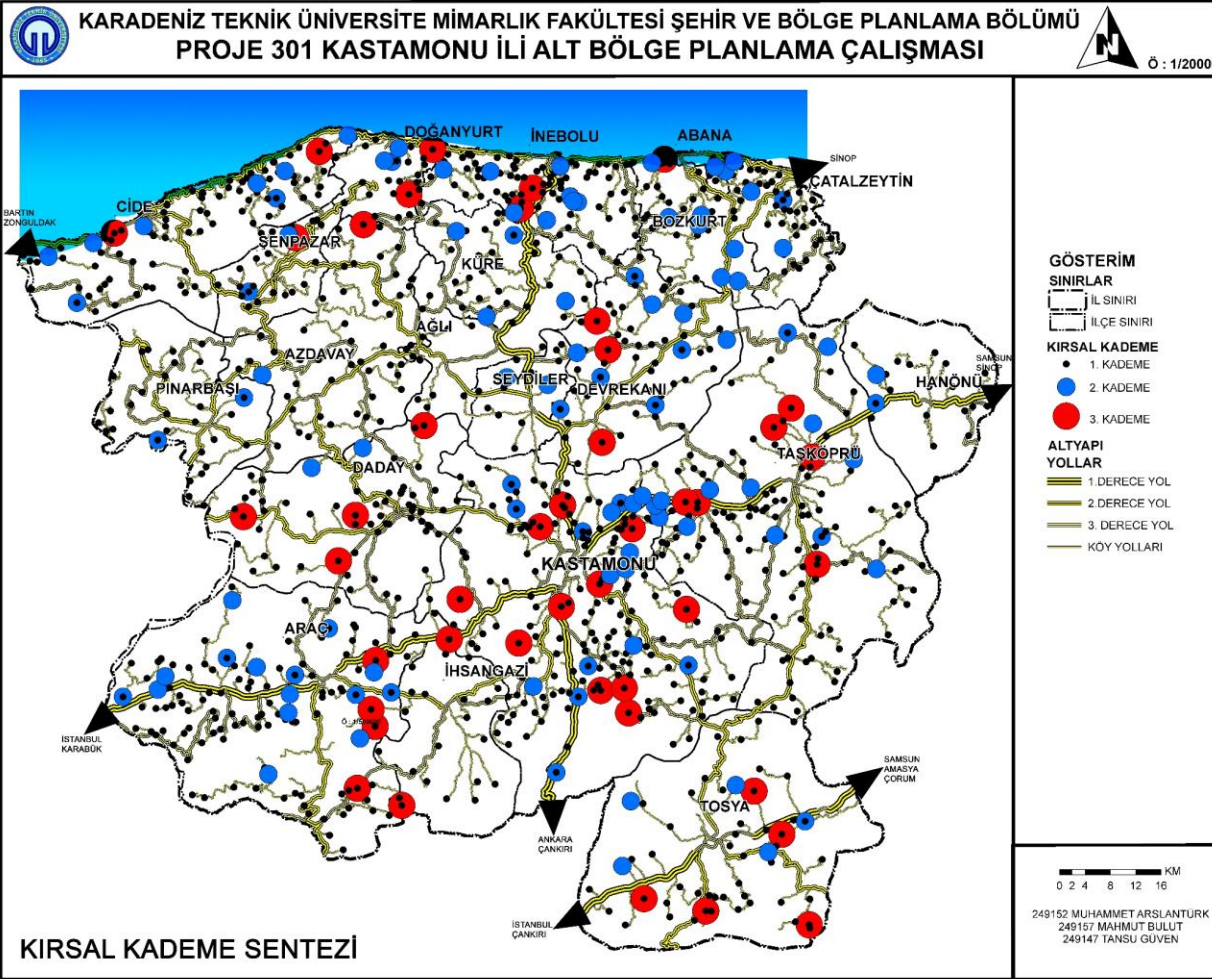 KARADENİZ TEKNİK ÜNİVERSİTE MİMARLIK FAKÜLTESİ ŞEHİR VE BÖLGE PLANLAMA BÖLÜMÜ
PROJE 301 KASTAMONU İLİ ALT BÖLGE PLANLAMA ÇALIŞMASI
N
Ö : 1/2000
DOĞANYURT
İNEBOLU
ABANA
SİNOP
ÇATALZEYTİN
CİDE
BARTIN
ZONGULDAK
ŞENPAZAR
BOZKURT
KÜRE
AĞLI
AZDAVAY
PINARBAŞI
SEYDİLER
DEVREKANİ
SAMSUN
SİNOP
HANÖNÜ
TAŞKÖPRÜ
DADAY
KASTAMONU
ARAÇ
İHSANGAZİ
İSTANBUL
KARABÜK
SAMSUN
AMASYA
ÇORUM
TOSYA
ANKARA
ÇANKIRI
İSTANBUL
ÇANKIRI
KIRSAL KADEME SENTEZİ
GÖSTERİM
SINIRLAR
İL SINIRI
İLÇE SINIRI
KIRSAL KADEME
1. KADEME
2. KADEME
3. KADEME
ALTYAPI
YOLLAR
1.DERECE YOL
2.DERECE YOL
3. DERECE YOL
KÖY YOLLARI
KM
0 2 4 8 12 16
249152 MUHAMMET ARSLANTÜRK
249157 MAHMUT BULUT
249147 TANSU GÜVEN